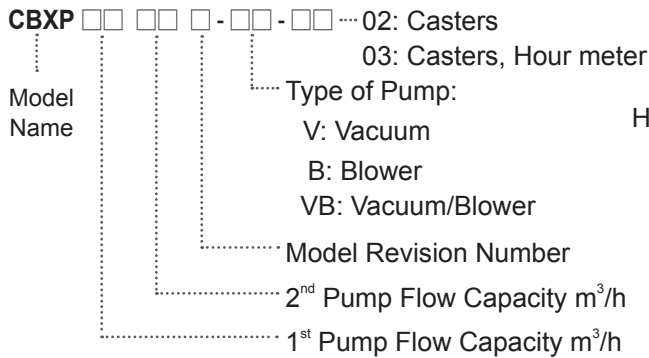 CBXP □□ □□ □ - □□ - □□ ···· 02: Casters
03: Casters, Hour meter
Model
Name
Type of Pump:
V: Vacuum
H
B: Blower
VB: Vacuum/Blower
Model Revision Number
2nd Pump Flow Capacity m³/h
1st Pump Flow Capacity m³/h